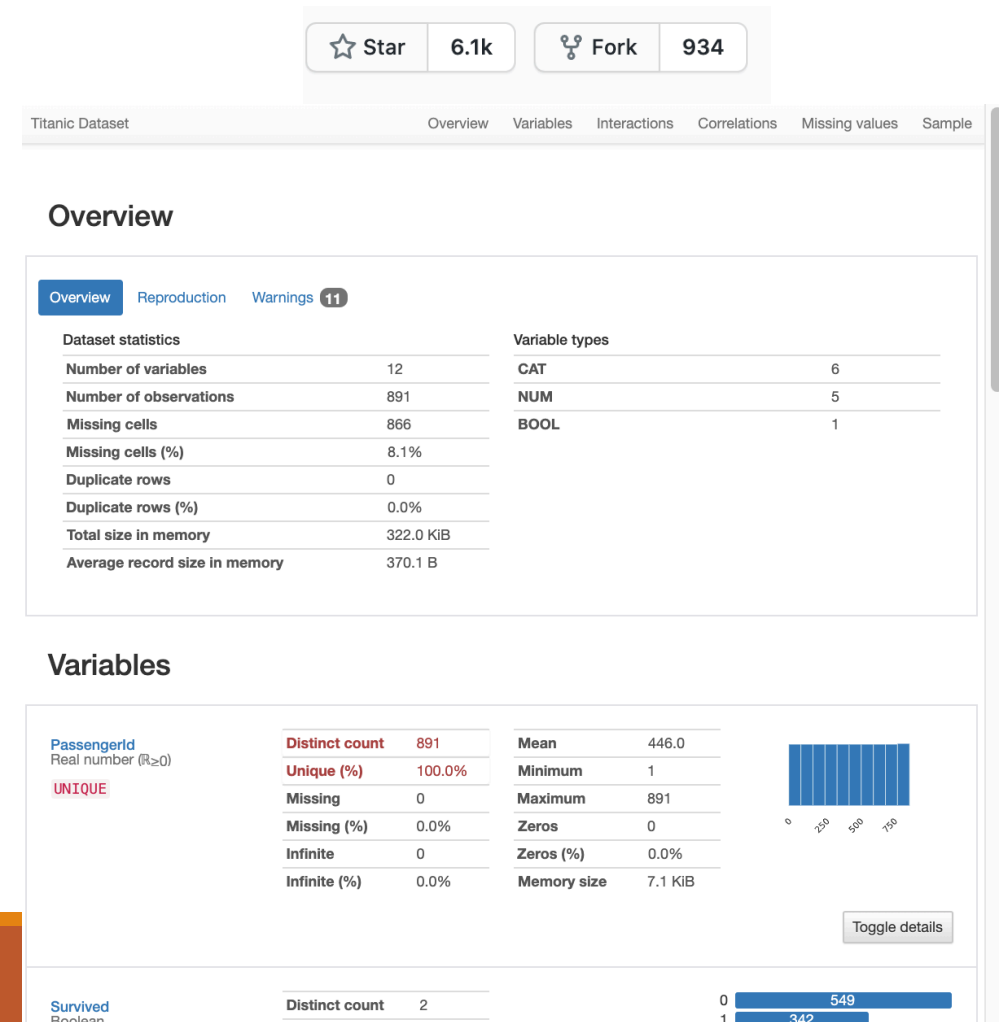 Star 6.1k Fork 934
Titanic Dataset Overview Variables Interactions Correlations Missing values Sample
Overview
Overview Reproduction Warnings 11
Dataset statistics Variable types
Number of variables 12 CAT 6
Number of observations 891 NUM 5
Missing cells 866 BOOL 1
Missing cells (%) 8.1%
Duplicate rows 0
Duplicate rows (%) 0.0%
Total size in memory 322.0 KiB
Average record size in memory 370.1 B
Variables
PassengerId Distinct count 891 Mean 446.0
Real number (ℝ≥0) Unique (%) 100.0% Minimum 1
UNIQUE Missing 0 Maximum 891
Missing (%) 0.0% Zeros 0
0 250 500 750
Infinite 0 Zeros (%) 0.0%
Infinite (%) 0.0% Memory size 7.1 KiB
Toggle details
Survived Distinct count 2 0 549
Boolean 1 342